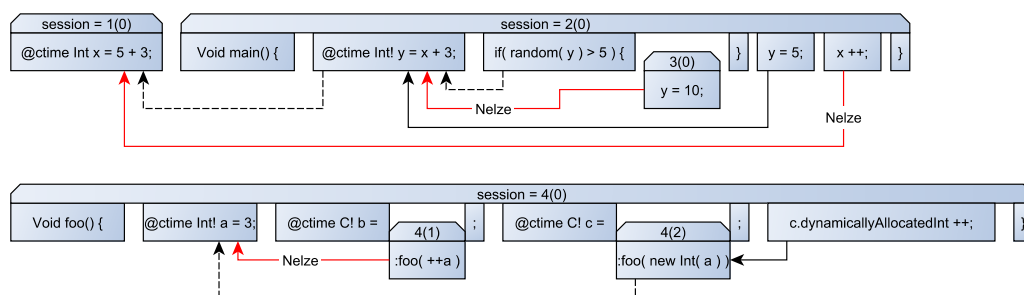 session = 1(0)
session = 2(0)
@ctime Int x = 5 + 3;
Void main() {
@ctime Int! y = x + 3;
if( random( y ) > 5 ) {
}
y = 5;
x ++;
}
3(0)
y = 10;
Nelze
Nelze
session = 4(0)
Void foo() {
@ctime Int! a = 3;
@ctime C! b =
;
@ctime C! c =
;
c.dynamicallyAllocatedInt ++;
}
4(1)
4(2)
:foo( ++a )
:foo( new Int( a ) )
Nelze